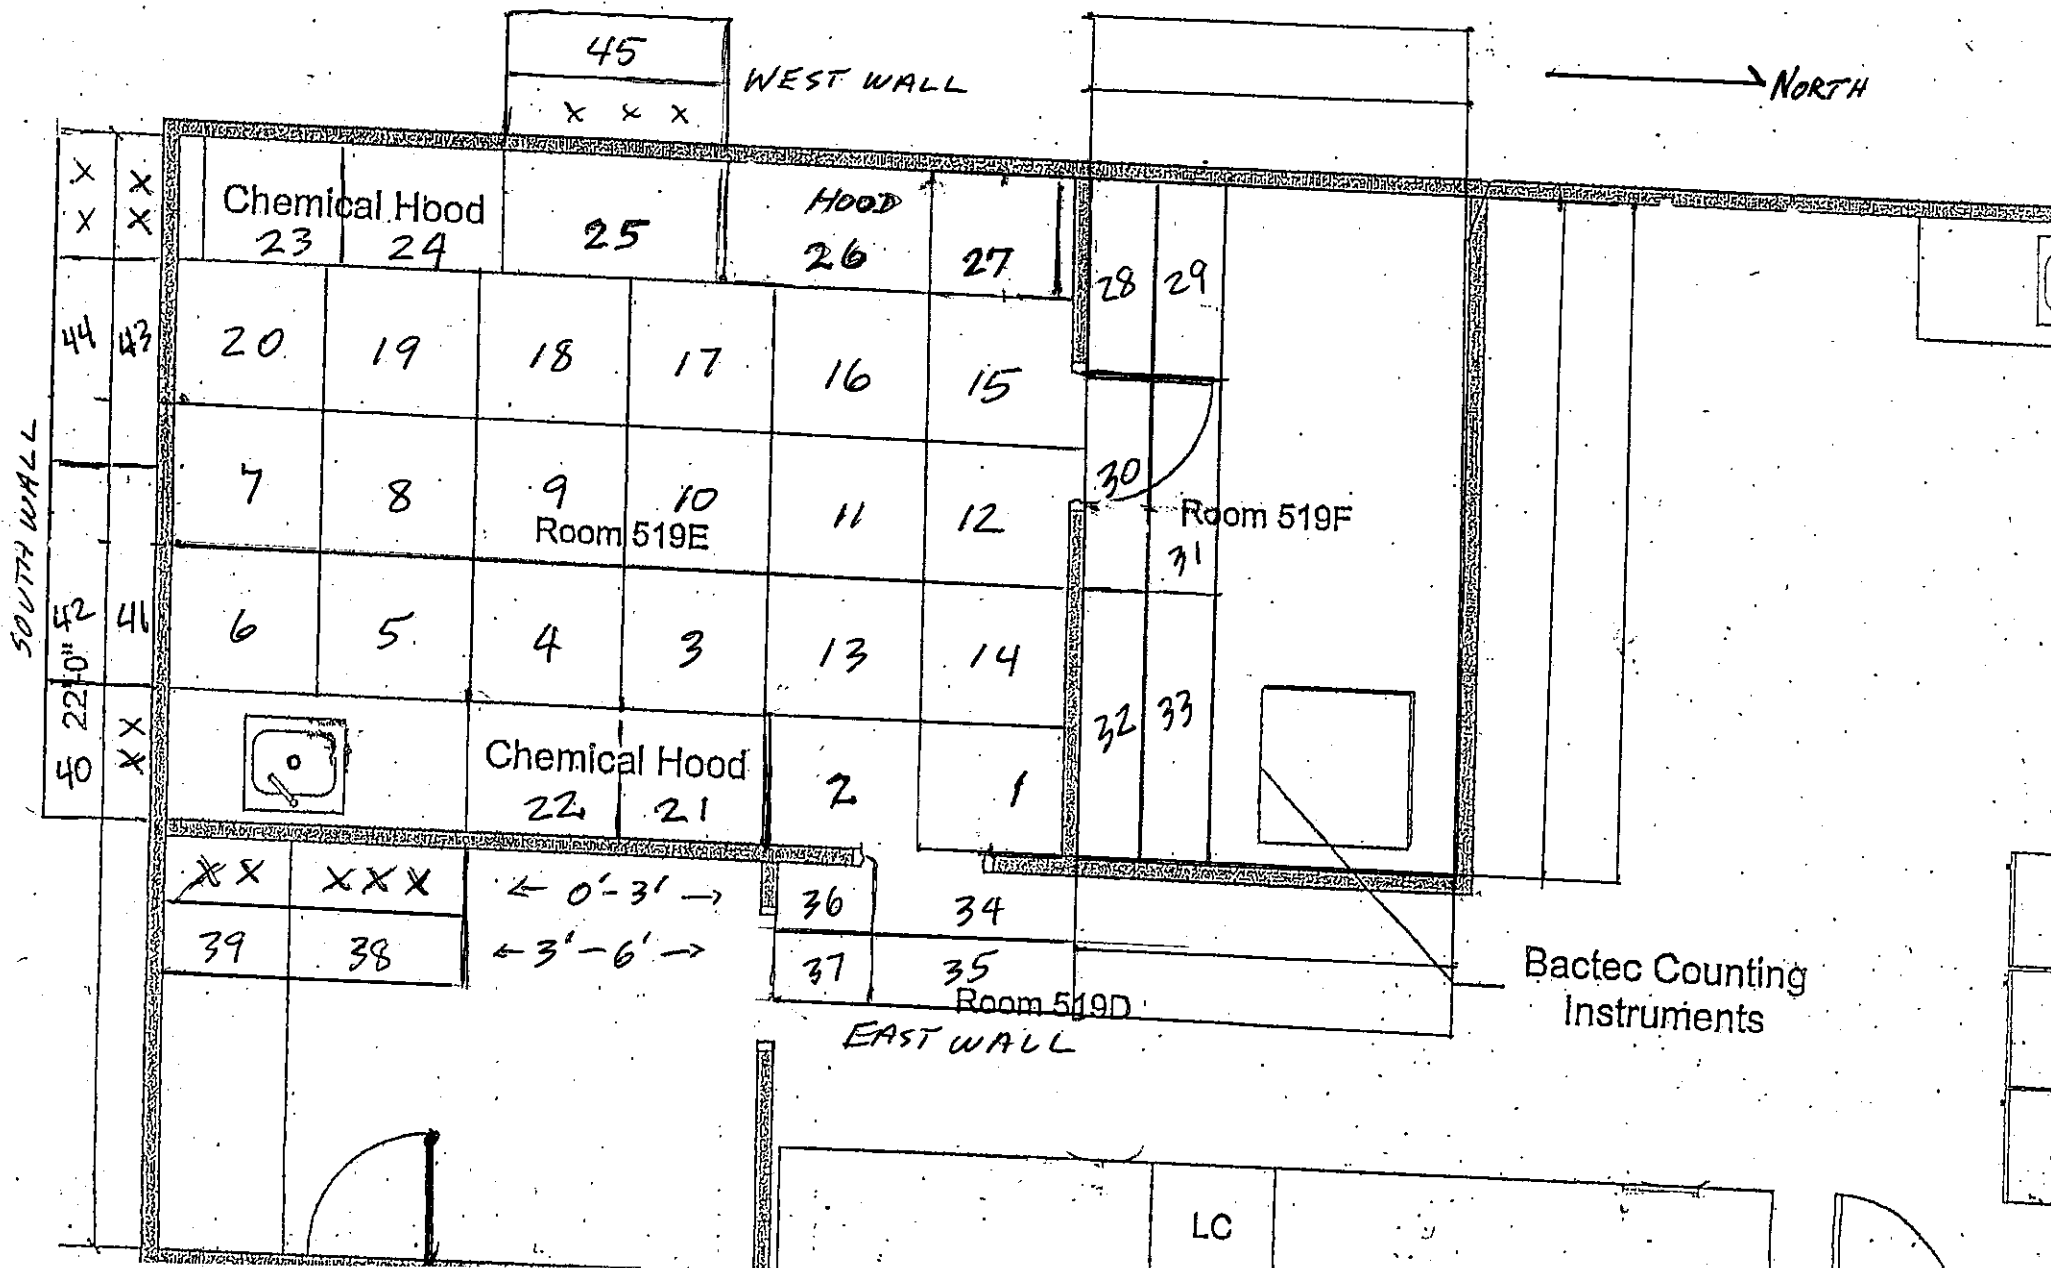 45
WEST WALL
NORTH
x x x
X X
X X
Chemical Hood
23 24
25
HOOD
26 27
28 29
44 43
20 19 18 17 16 15
SOUTH WALL
7 8 9 10 11 12
30
Room 519E
Room 519F
31
42 41
6 5 4 3 13 14
22'-0"
32 33
X
X
40
Chemical Hood
22 21
2 1
XX XXX
← 0'-3' →
36 34
39 38
← 3'-6' →
37 35
Room 519D
EAST WALL
Bactec Counting
Instruments
LC